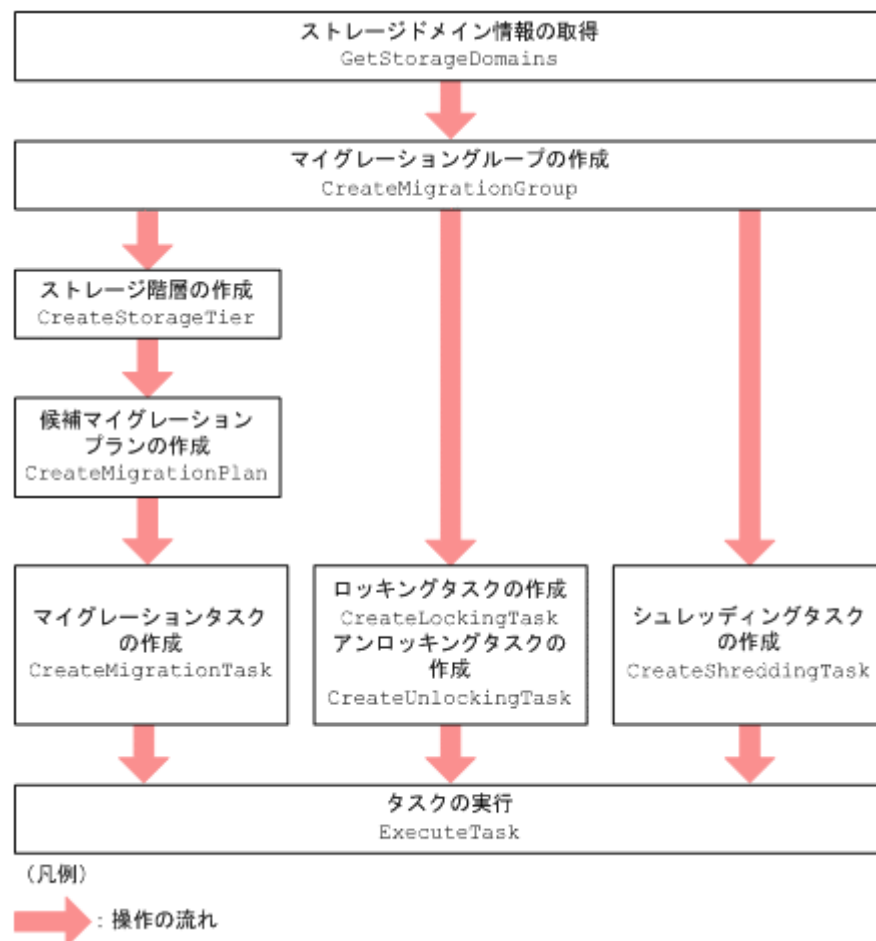 ストレージドメイン情報の取得
GetStorageDomains
マイグレーショングループの作成
CreateMigrationGroup
ストレージ階層の作成
CreateStorageTier
候補マイグレーション
プランの作成
CreateMigrationPlan
マイグレーションタスク
の作成
CreateMigrationTask
ロッキングタスクの作成
CreateLockingTask
アンロッキングタスクの
作成
CreateUnlockingTask
シュレッディングタスク
の作成
CreateShreddingTask
タスクの実行
ExecuteTask
(凡例)
：操作の流れ